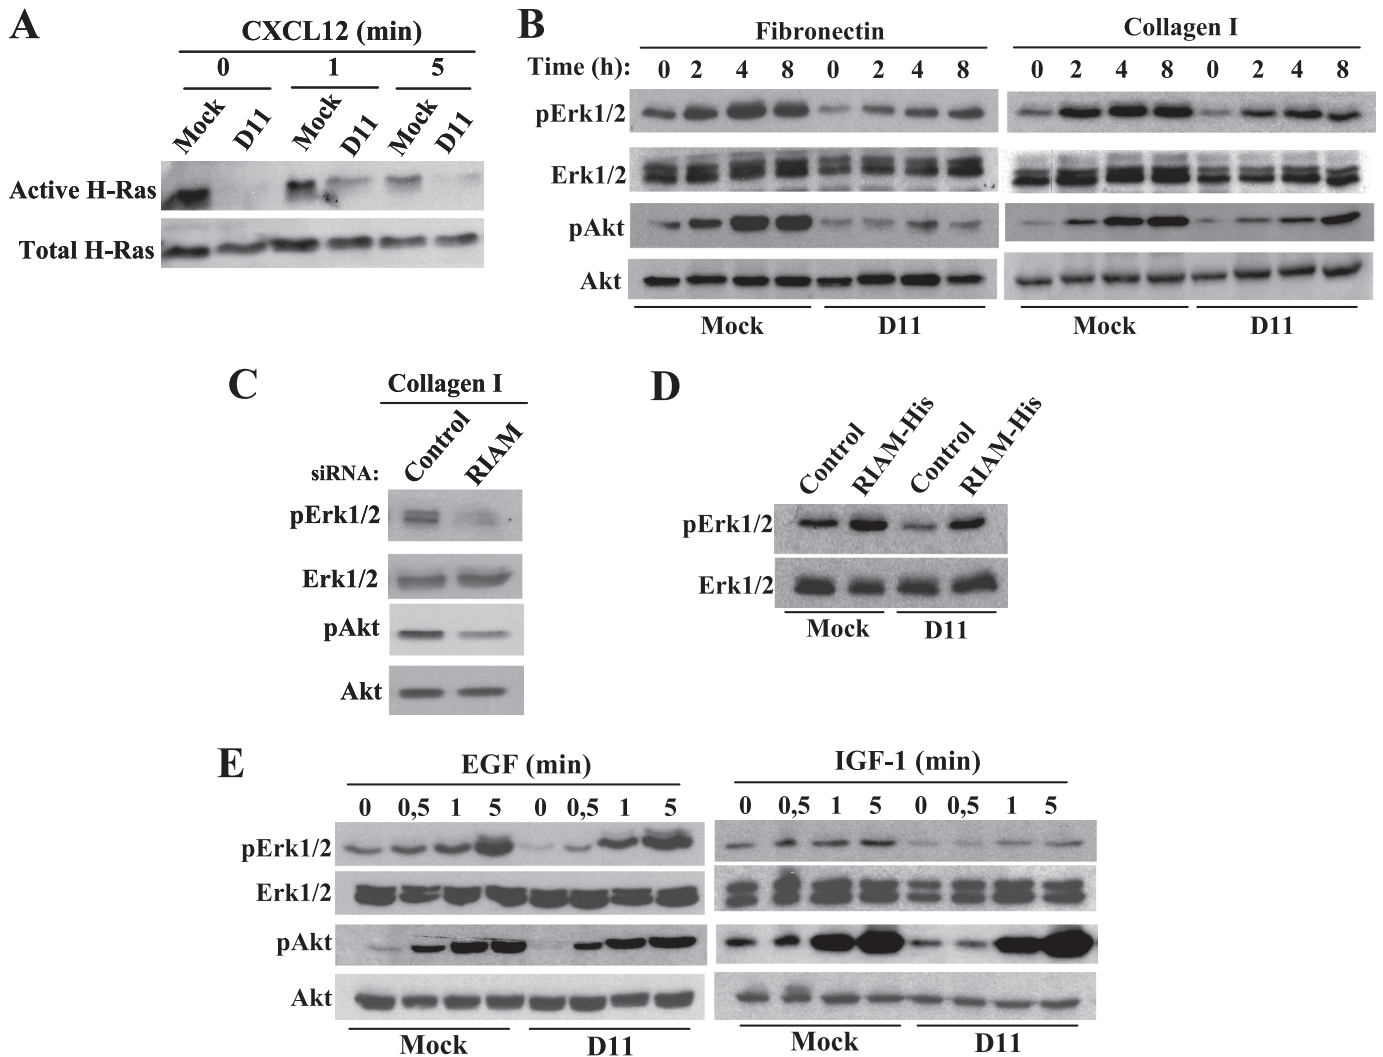 A
CXCL12 (min)
0 1 5
Mock D11 Mock D11 Mock D11
Active H-Ras
Total H-Ras
B
Fibronectin Collagen I
Time (h): 0 2 4 8 0 2 4 8 0 2 4 8 0 2 4 8
pErk1/2
Erk1/2
pAkt
Akt
Mock D11 Mock D11
C
Collagen I
siRNA: Control RIAM
pErk1/2
Erk1/2
pAkt
Akt
D
Control RIAM-His Control RIAM-His
pErk1/2
Erk1/2
Mock D11
E
EGF (min) IGF-1 (min)
0 0,5 1 5 0 0,5 1 5 0 0,5 1 5 0 0,5 1 5
pErk1/2
Erk1/2
pAkt
Akt
Mock D11 Mock D11